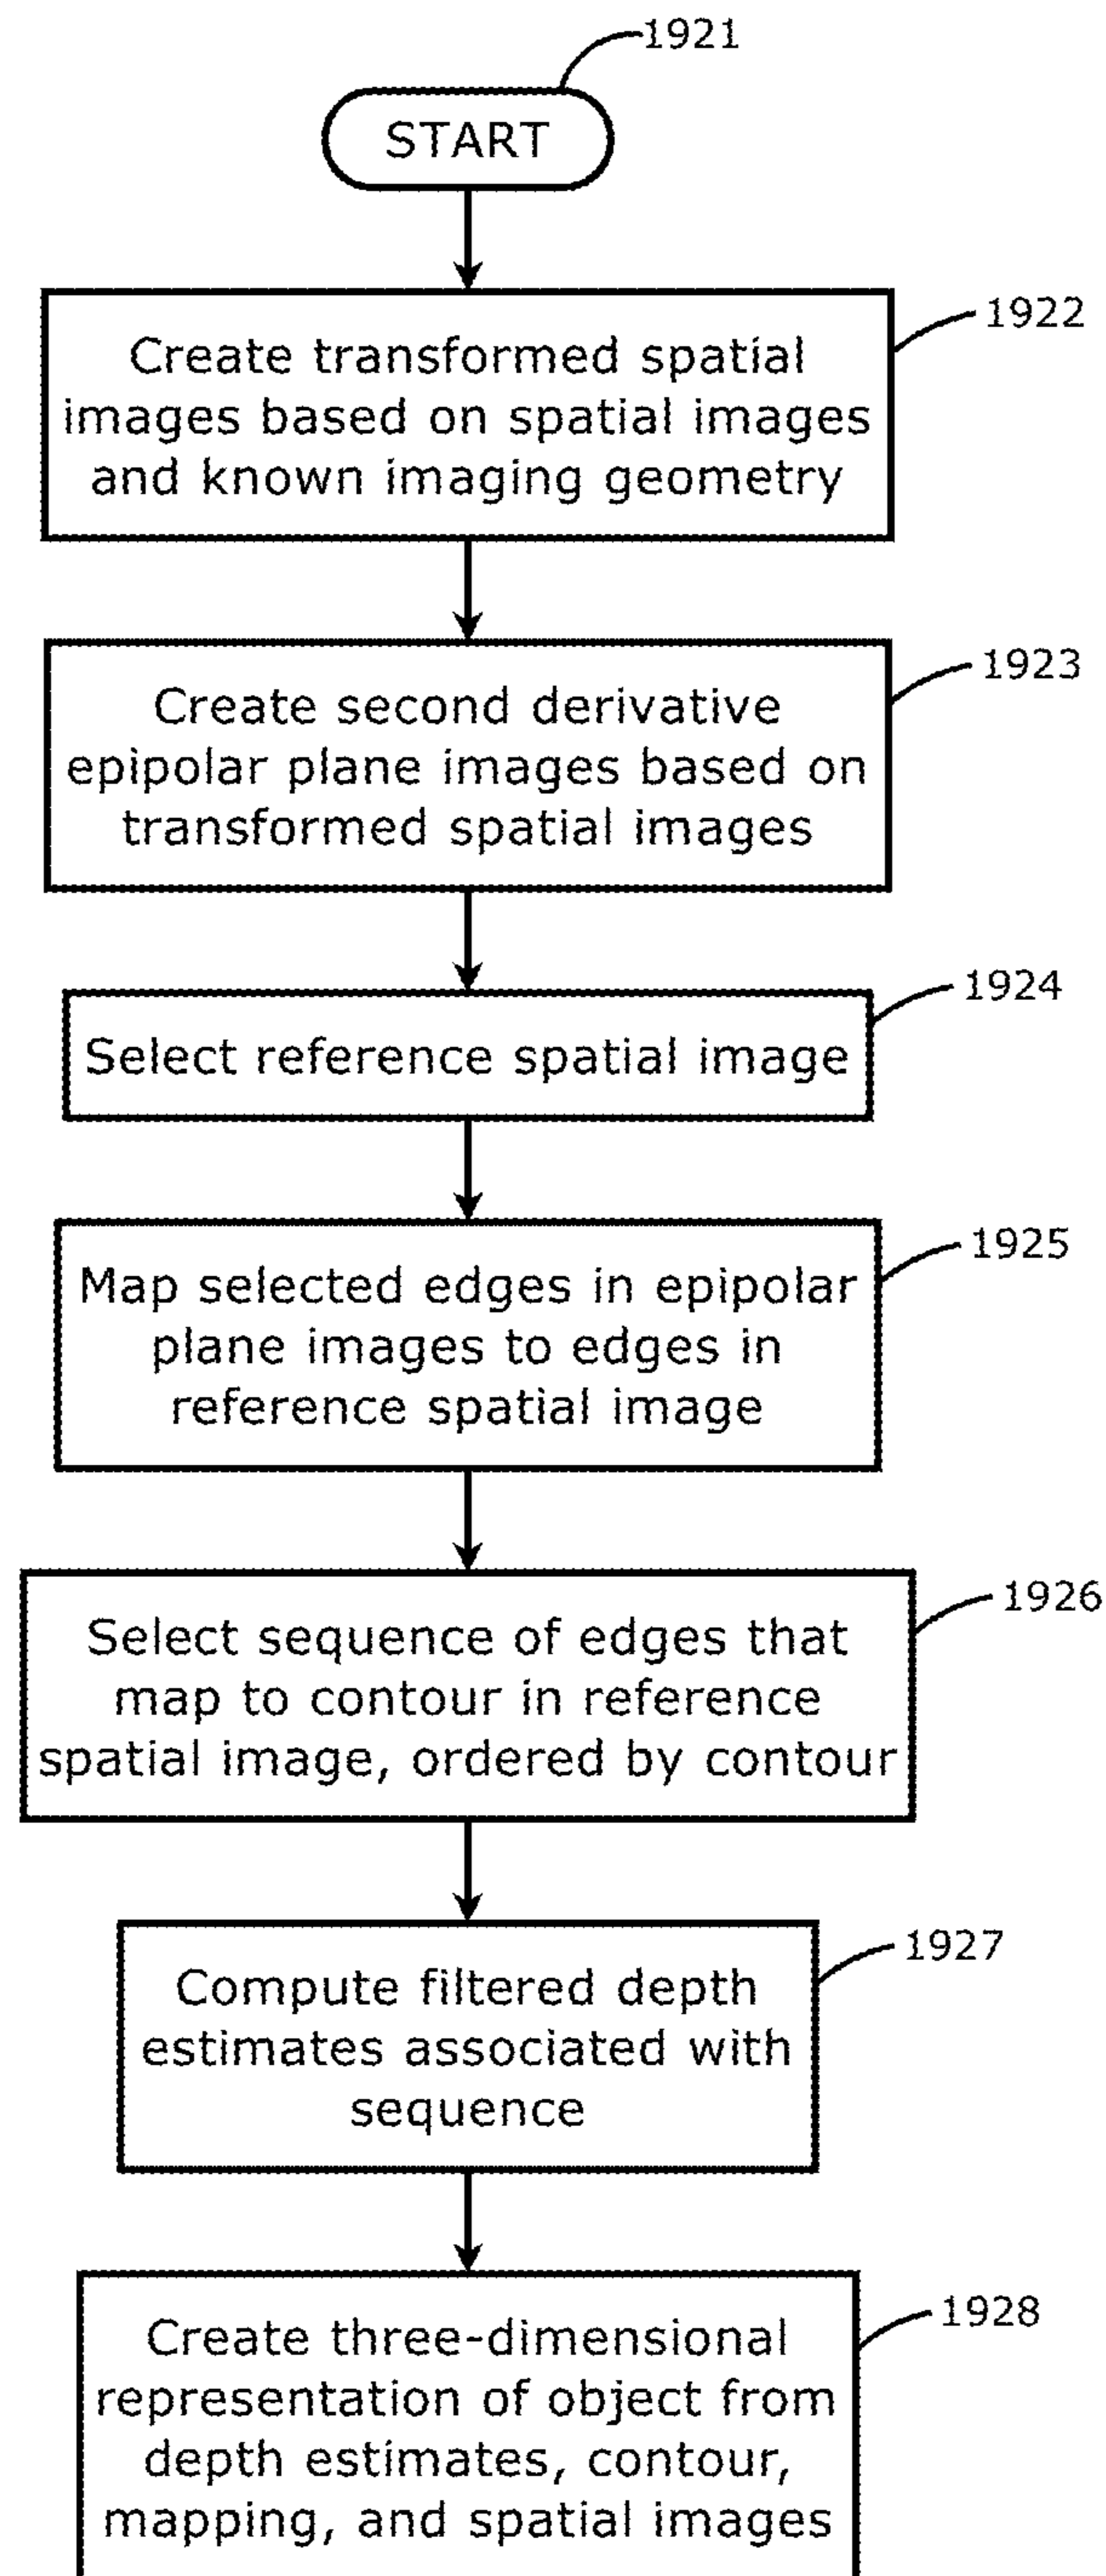 1921
START
1922
Create transformed spatial
images based on spatial images
and known imaging geometry
1923
Create second derivative
epipolar plane images based on
transformed spatial images
1924
Select reference spatial image
1925
Map selected edges in epipolar
plane images to edges in
reference spatial image
1926
Select sequence of edges that
map to contour in reference
spatial image, ordered by contour
1927
Compute filtered depth
estimates associated with
sequence
1928
Create three-dimensional
representation of object from
depth estimates, contour,
mapping, and spatial images